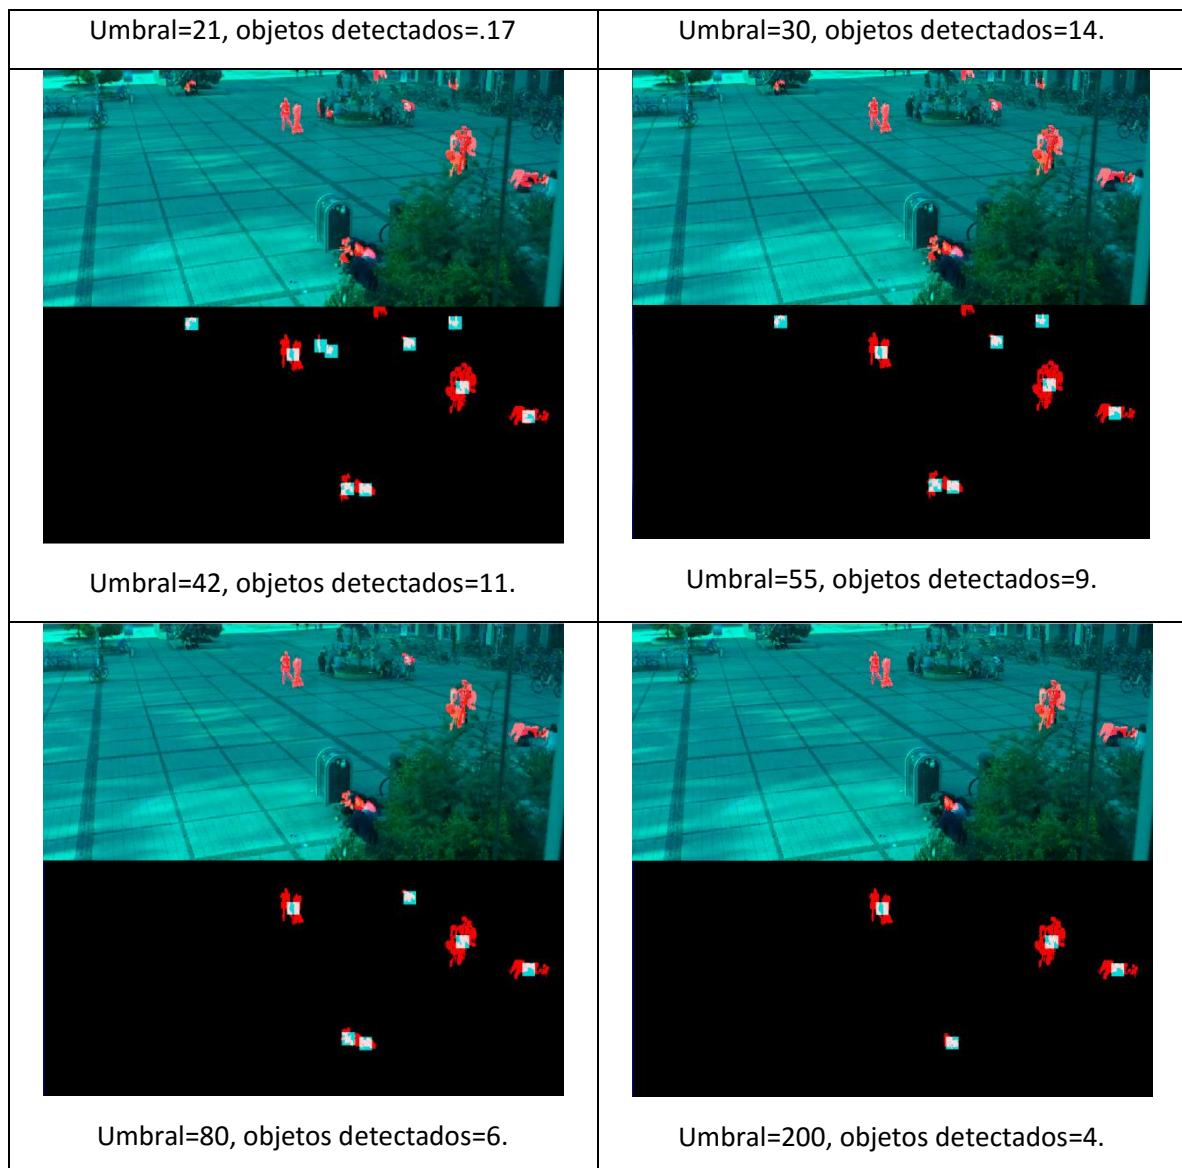 Umbral=21, objetos detectados=.17
Umbral=30, objetos detectados=14.
Umbral=42, objetos detectados=11.
Umbral=55, objetos detectados=9.
Umbral=80, objetos detectados=6.
Umbral=200, objetos detectados=4.